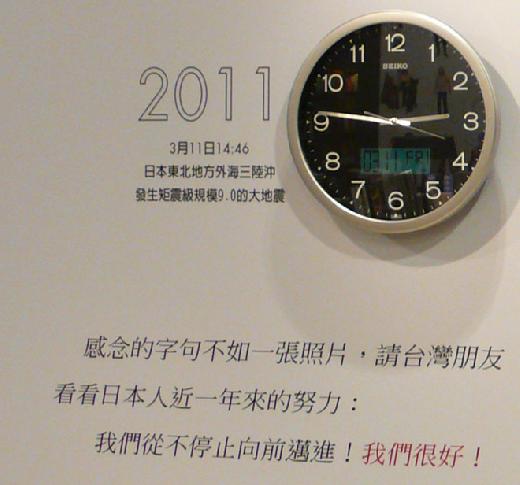 2011
3月11日14:46
日本東北地方外海三陸沖
發生矩震級規模9.0的大地震
12
1
2
3
4
5
6
7
8
9
10
11
SEIKO
03 11 FRI
感念的字句不如一張照片，請台灣朋友
看看日本人近一年來的努力：
我們從不停止向前邁進！我們很好！